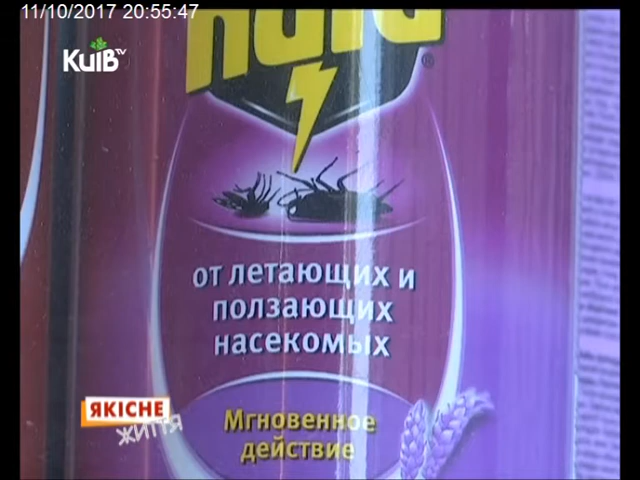 11/10/2017 20:55:47
КиїВ tv
от летающих и
ползающих
насекомых
Мгновенное
действие
ЯКІСНЕ
ЖИТТЯ